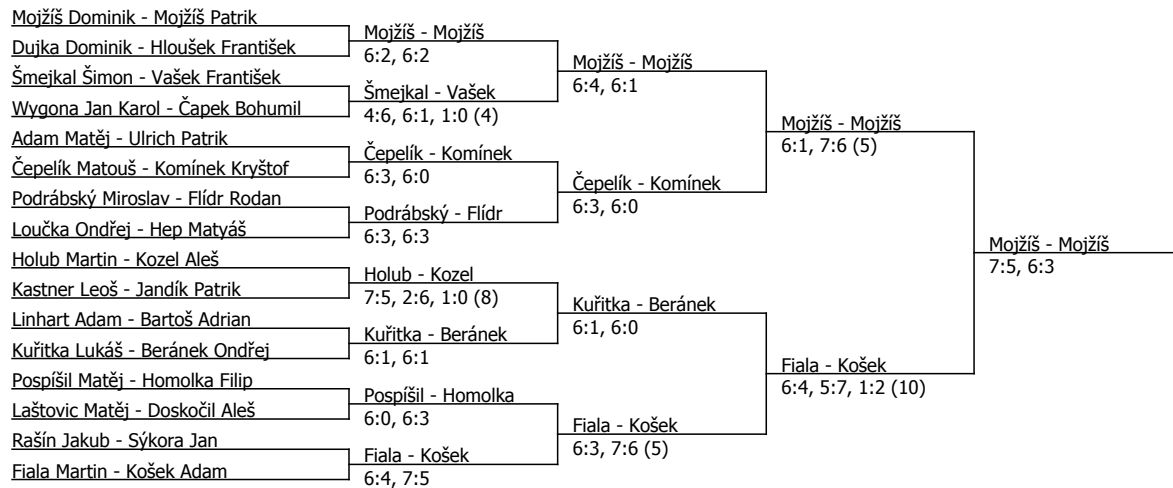 Mojžíš Dominik - Mojžíš Patrik
Dujka Dominik - Hloušek František
Šmejkal Šimon - Vašek František
Wygona Jan Karol - Čapek Bohumil
Adam Matěj - Ulrich Patrik
Čepelík Matouš - Komínek Kryštof
Podrábský Miroslav - Flídr Rodan
Loučka Ondřej - Hep Matyáš
Holub Martin - Kozel Aleš
Kastner Leoš - Jandík Patrik
Linhart Adam - Bartoš Adrian
Kuřitka Lukáš - Beránek Ondřej
Pospíšil Matěj - Homolka Filip
Laštovic Matěj - Doskočil Aleš
Rašín Jakub - Sýkora Jan
Fiala Martin - Košek Adam
Mojžíš - Mojžíš
6:2, 6:2
Šmejkal - Vašek
4:6, 6:1, 1:0 (4)
Čepelík - Komínek
6:3, 6:0
Podrábský - Flídr
6:3, 6:3
Holub - Kozel
7:5, 2:6, 1:0 (8)
Kuřitka - Beránek
6:1, 6:1
Pospíšil - Homolka
6:0, 6:3
Fiala - Košek
6:4, 7:5
Mojžíš - Mojžíš
6:4, 6:1
Čepelík - Komínek
6:3, 6:0
Kuřitka - Beránek
6:1, 6:0
Fiala - Košek
6:3, 7:6 (5)
Mojžíš - Mojžíš
6:1, 7:6 (5)
Fiala - Košek
6:4, 5:7, 1:2 (10)
Mojžíš - Mojžíš
7:5, 6:3